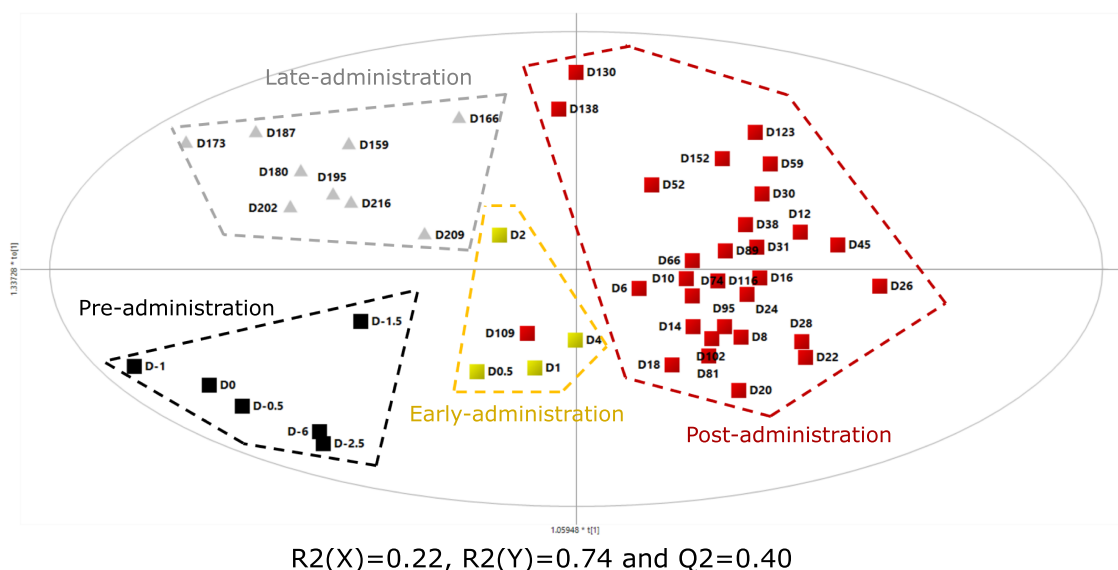 D130
Late-administration
D138
D166
D187
D123
D173
D159
D152
D59
D180
D195
D52
D30
D202
D216
D38
D12
D209
D2
D89
D31
D45
1.33728 * to[1]
D66
D10
D74
D116
D16
D6
D26
Pre-administration
D95
D24
D-1.5
D14
D109
D4
D8
D28
D102
D22
D-1
D18
D0.5
D1
D81
D0
D20
D-0.5
Early-administration
D-6
D-2.5
Post-administration
1.05948 * t[1]
R2(X)=0.22, R2(Y)=0.74 and Q2=0.40